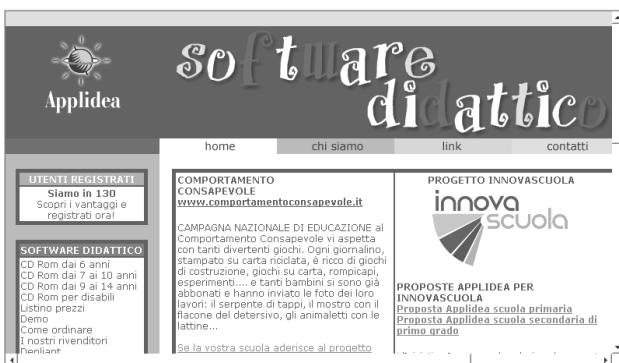 software
didattico
Applidea
home chi siamo link contatti
UTENTI REGISTRATI
Siamo in 130
Scopri i vantaggi e
registrati ora!
SOFTWARE DIDATTICO
CD Rom dai 6 anni
CD Rom dai 7 ai 10 anni
CD Rom dai 9 ai 14 anni
CD Rom per disabili
Listino prezzi
Demo
Come ordinare
I nostri rivenditori
Depliant
COMPORTAMENTO
CONSAPEVOLE
www.comportamentoconsapevole.it
CAMPAGNA NAZIONALE DI EDUCAZIONE al
Comportamento Consapevole vi aspetta
con tanti divertenti giochi. Ogni giornalino,
stampato su carta riciclata, è ricco di giochi
di costruzione, giochi su carta, rompicapi,
esperimenti.... e tanti bambini si sono già
abbonati e hanno inviato le foto dei loro
lavori: il serpente di tappi, il mostro con il
flacone del detersivo, gli animaletti con le
lattine...
Se la vostra scuola aderisce al progetto
PROGETTO INNOVASCUOLA
innova
scuola
PROPOSTE APPLIDEA PER
INNOVASCUOLA
Proposta Applidea scuola primaria
Proposta Applidea scuola secondaria di
primo grado